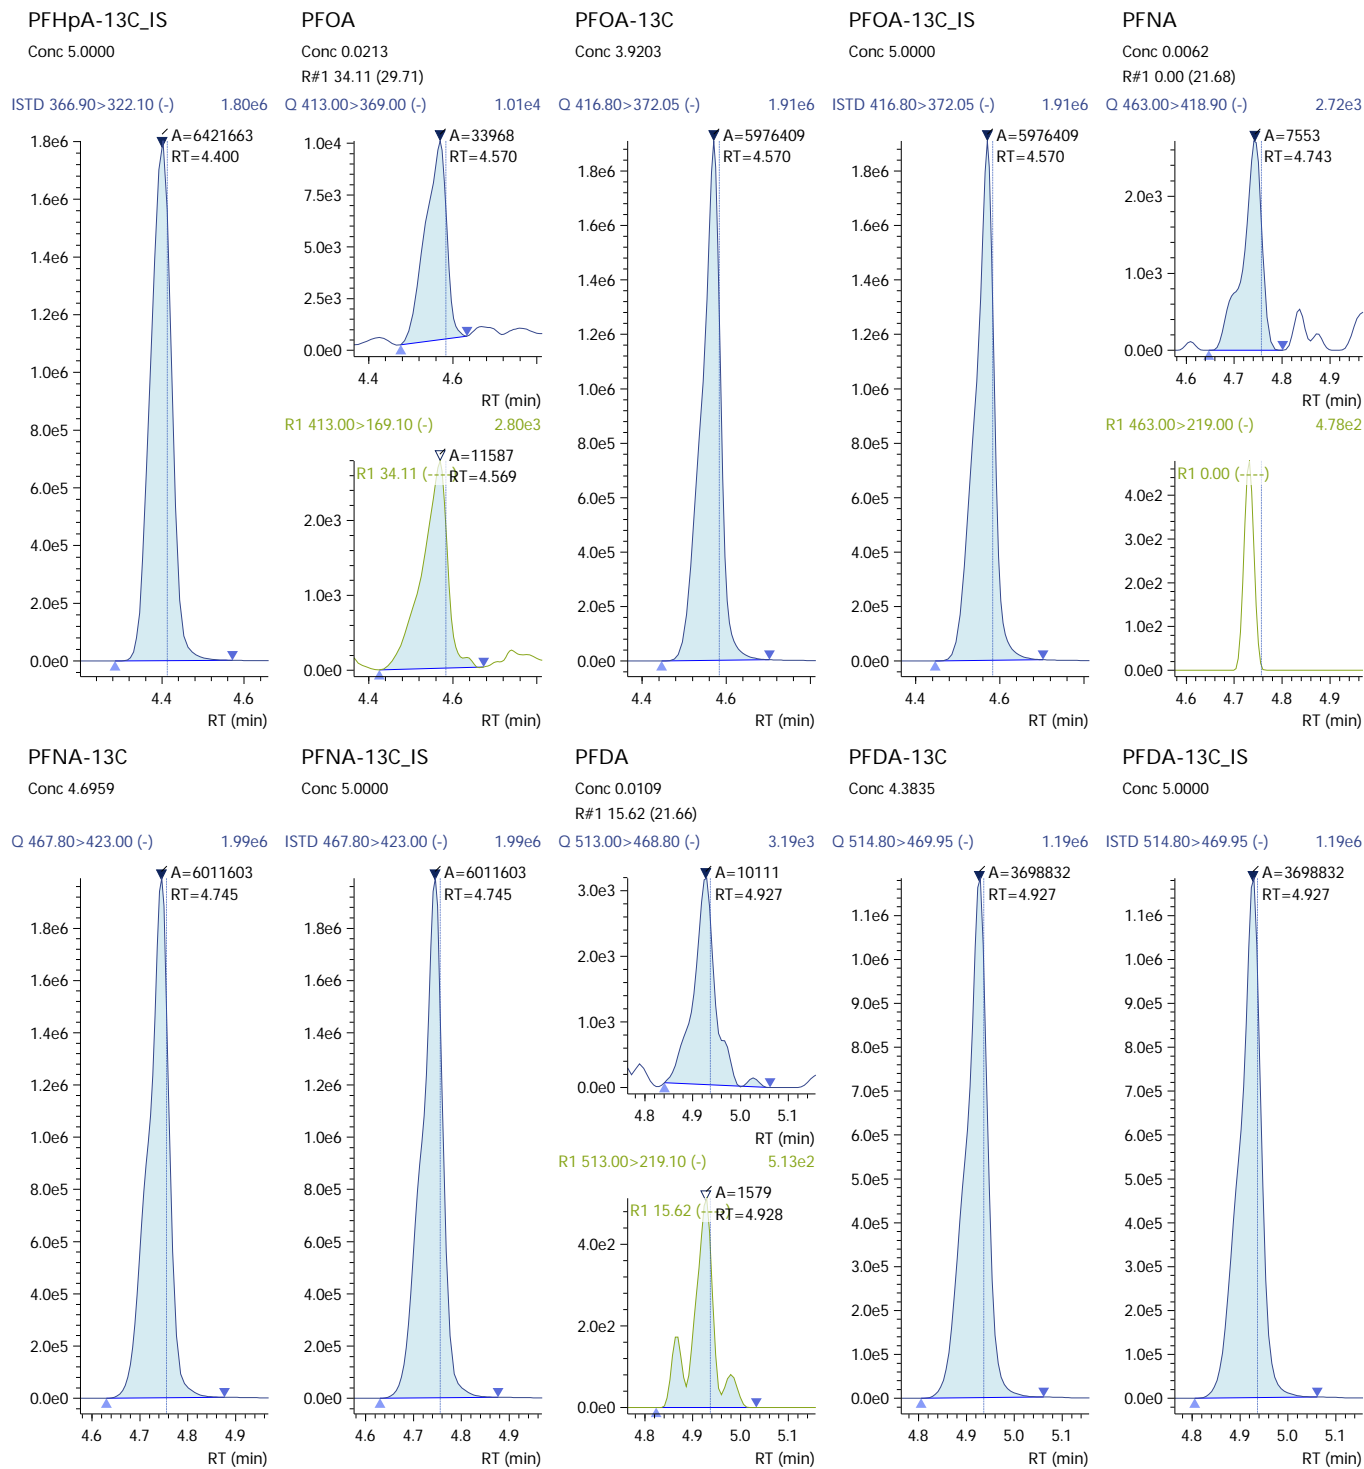 PFHpA-13C_IS
Conc 5.0000
ISTD 366.90>322.10 (-) 1.80e6
A=6421663
RT=4.400
1.8e6
1.6e6
1.4e6
1.2e6
1.0e6
8.0e5
6.0e5
4.0e5
2.0e5
0.0e0
4.4 4.6
RT (min)
PFOA
Conc 0.0213
R#1 34.11 (29.71)
Q 413.00>369.00 (-) 1.01e4
A=33968
RT=4.570
1.0e4
7.5e3
5.0e3
2.5e3
0.0e0
4.4 4.6
RT (min)
R1 413.00>169.10 (-) 2.80e3
A=11587
R1 34.11 (----)
RT=4.569
2.0e3
1.0e3
0.0e0
4.4 4.6
RT (min)
PFOA-13C
Conc 3.9203
Q 416.80>372.05 (-) 1.91e6
A=5976409
RT=4.570
1.8e6
1.6e6
1.4e6
1.2e6
1.0e6
8.0e5
6.0e5
4.0e5
2.0e5
0.0e0
4.4 4.6
RT (min)
PFOA-13C_IS
Conc 5.0000
ISTD 416.80>372.05 (-) 1.91e6
A=5976409
RT=4.570
1.8e6
1.6e6
1.4e6
1.2e6
1.0e6
8.0e5
6.0e5
4.0e5
2.0e5
0.0e0
4.4 4.6
RT (min)
PFNA
Conc 0.0062
R#1 0.00 (21.68)
Q 463.00>418.90 (-) 2.72e3
A=7553
RT=4.743
2.0e3
1.0e3
0.0e0
4.6 4.7 4.8 4.9
RT (min)
R1 463.00>219.00 (-) 4.78e2
R1 0.00 (----)
4.0e2
3.0e2
2.0e2
1.0e2
0.0e0
4.6 4.7 4.8 4.9
RT (min)
PFNA-13C
Conc 4.6959
Q 467.80>423.00 (-) 1.99e6
A=6011603
RT=4.745
1.8e6
1.6e6
1.4e6
1.2e6
1.0e6
8.0e5
6.0e5
4.0e5
2.0e5
0.0e0
4.6 4.7 4.8 4.9
RT (min)
PFNA-13C_IS
Conc 5.0000
ISTD 467.80>423.00 (-) 1.99e6
A=6011603
RT=4.745
1.8e6
1.6e6
1.4e6
1.2e6
1.0e6
8.0e5
6.0e5
4.0e5
2.0e5
0.0e0
4.6 4.7 4.8 4.9
RT (min)
PFDA
Conc 0.0109
R#1 15.62 (21.66)
Q 513.00>468.80 (-) 3.19e3
A=10111
RT=4.927
3.0e3
2.0e3
1.0e3
0.0e0
4.8 4.9 5.0 5.1
RT (min)
R1 513.00>219.10 (-) 5.13e2
A=1579
R1 15.62 (----)
RT=4.928
4.0e2
2.0e2
0.0e0
4.8 4.9 5.0 5.1
RT (min)
PFDA-13C
Conc 4.3835
Q 514.80>469.95 (-) 1.19e6
A=3698832
RT=4.927
1.1e6
1.0e6
9.0e5
8.0e5
7.0e5
6.0e5
5.0e5
4.0e5
3.0e5
2.0e5
1.0e5
0.0e0
4.8 4.9 5.0 5.1
RT (min)
PFDA-13C_IS
Conc 5.0000
ISTD 514.80>469.95 (-) 1.19e6
A=3698832
RT=4.927
1.1e6
1.0e6
9.0e5
8.0e5
7.0e5
6.0e5
5.0e5
4.0e5
3.0e5
2.0e5
1.0e5
0.0e0
4.8 4.9 5.0 5.1
RT (min)